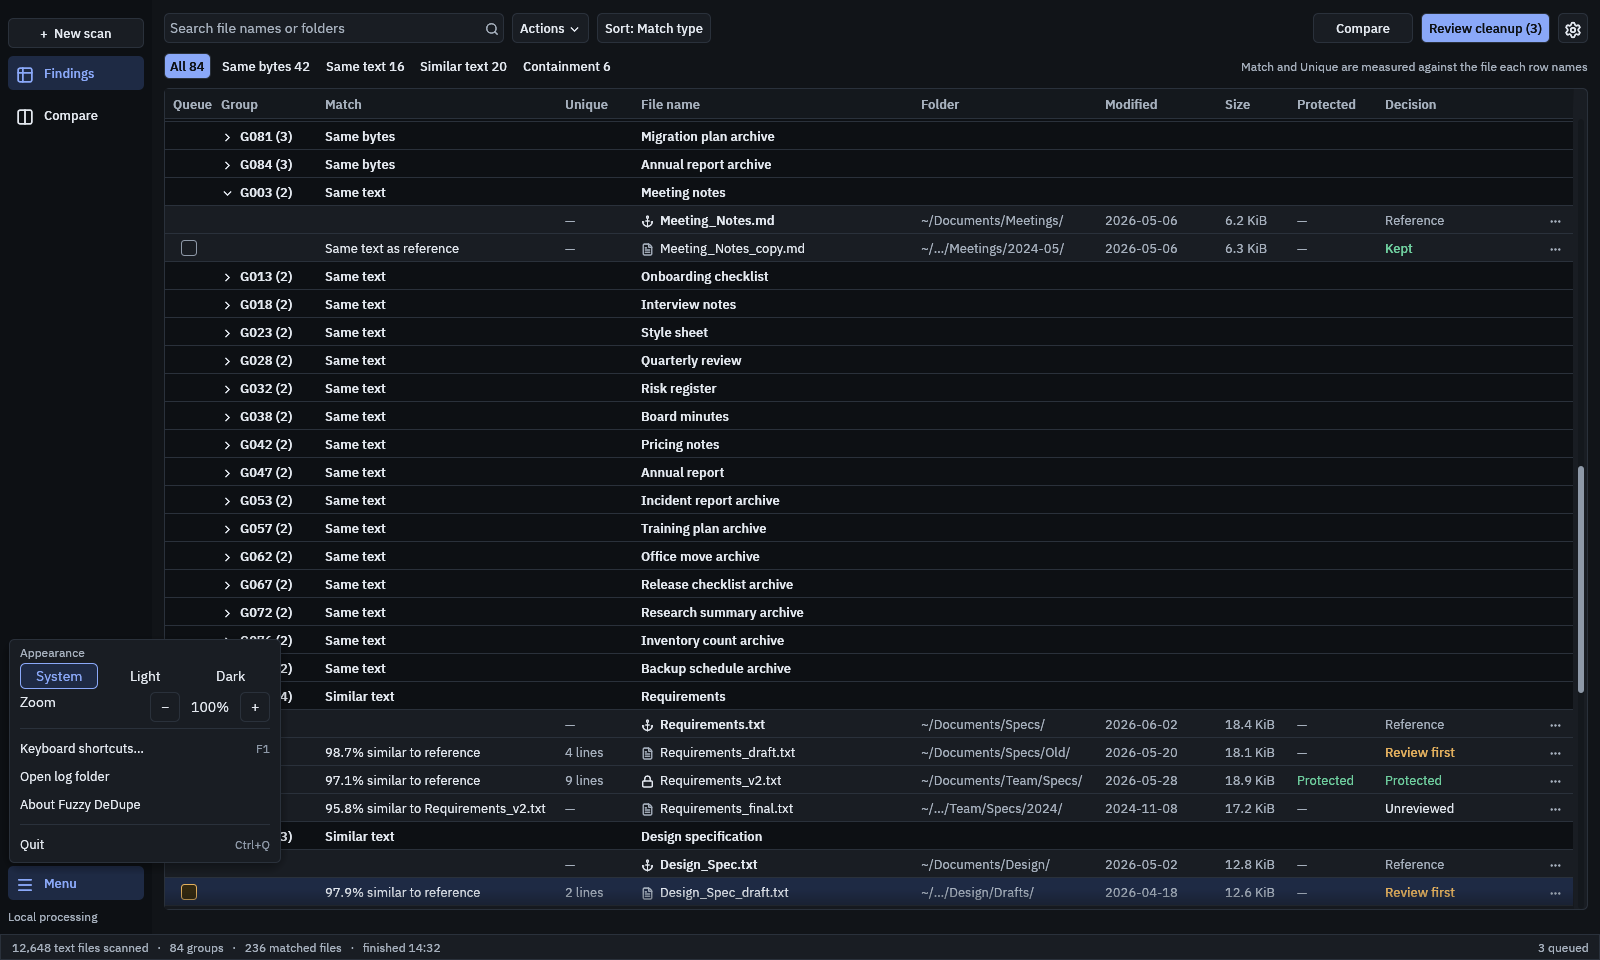 + New scan
Search file names or folders
Actions
Sort: Match type
Compare
Review cleanup (3)
Findings
Compare
All 84 Same bytes 42 Same text 16 Similar text 20 Containment 6
Match and Unique are measured against the file each row names
Queue Group Match Unique File name Folder Modified Size Protected Decision
G081 (3) Same bytes Migration plan archive
G084 (3) Same bytes Annual report archive
G003 (2) Same text Meeting notes
— Meeting_Notes.md ~/Documents/Meetings/ 2026-05-06 6.2 KiB — Reference ...
Same text as reference — Meeting_Notes_copy.md ~/.../Meetings/2024-05/ 2026-05-06 6.3 KiB — Kept ...
G013 (2) Same text Onboarding checklist
G018 (2) Same text Interview notes
G023 (2) Same text Style sheet
G028 (2) Same text Quarterly review
G032 (2) Same text Risk register
G038 (2) Same text Board minutes
G042 (2) Same text Pricing notes
G047 (2) Same text Annual report
G053 (2) Same text Incident report archive
G057 (2) Same text Training plan archive
G062 (2) Same text Office move archive
G067 (2) Same text Release checklist archive
G072 (2) Same text Research summary archive
2) Same text Inventory count archive
2) Same text Backup schedule archive
4) Similar text Requirements
— Requirements.txt ~/Documents/Specs/ 2026-06-02 18.4 KiB — Reference ...
98.7% similar to reference 4 lines Requirements_draft.txt ~/Documents/Specs/Old/ 2026-05-20 18.1 KiB — Review first ...
97.1% similar to reference 9 lines Requirements_v2.txt ~/Documents/Team/Specs/ 2026-05-28 18.9 KiB Protected Protected ...
95.8% similar to Requirements_v2.txt — Requirements_final.txt ~/.../Team/Specs/2024/ 2024-11-08 17.2 KiB — Unreviewed ...
3) Similar text Design specification
— Design_Spec.txt ~/Documents/Design/ 2026-05-02 12.8 KiB — Reference ...
97.9% similar to reference 2 lines Design_Spec_draft.txt ~/.../Design/Drafts/ 2026-04-18 12.6 KiB — Review first ...
Appearance
System Light Dark
Zoom − 100% +
Keyboard shortcuts... F1
Open log folder
About Fuzzy DeDupe
Quit Ctrl+Q
Menu
Local processing
12,648 text files scanned · 84 groups · 236 matched files · finished 14:32
3 queued